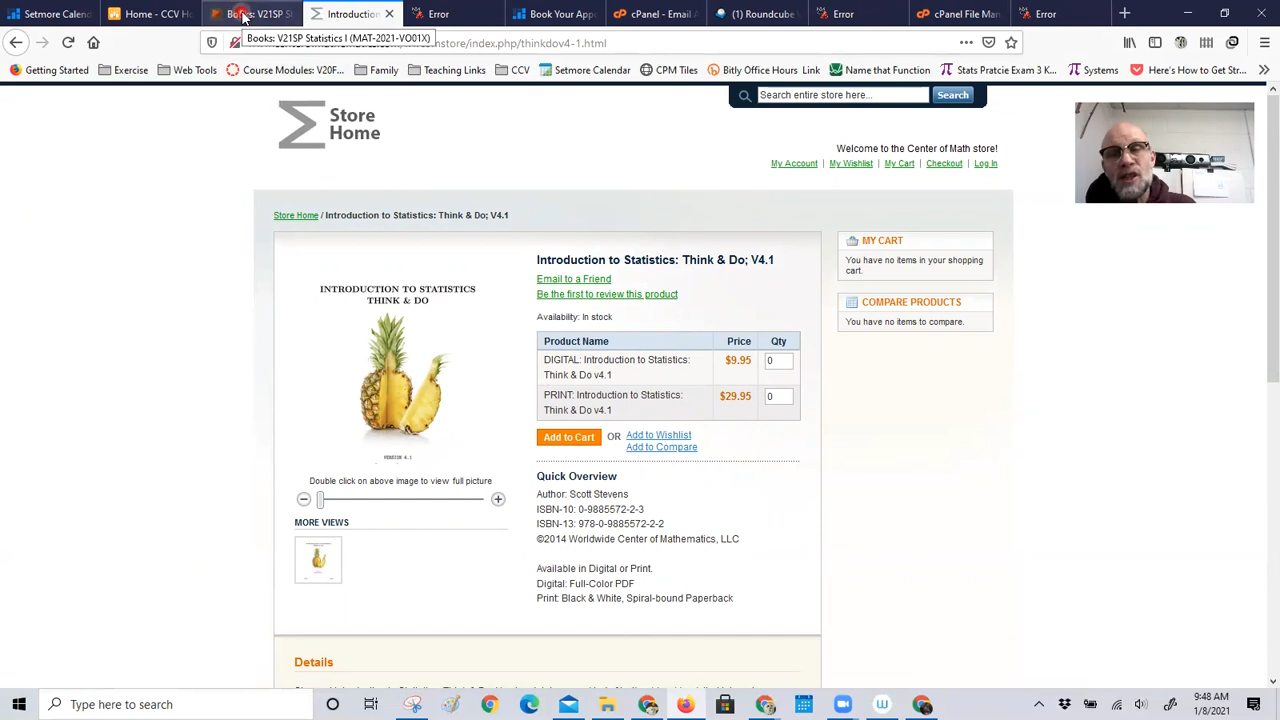 Setmore Calend
Home - CCV Ho
Books: V21SP St
Introduction
Error
Book Your Appo
cPanel - Email A
(1) Roundcube
Error
cPanel File Man
Error
Books: V21SP Statistics I (MAT-2021-VO01X)
nstore/index.php/thinkdov4-1.html
Getting Started
Exercise
Web Tools
Course Modules: V20F...
Family
Teaching Links
CCV
Setmore Calendar
CPM Tiles
Bitly Office Hours Link
Name that Function
Stats Pratcie Exam 3 K...
Systems
Here's How to Get Str...
Search entire store here...
Search
Store
Home
Welcome to the Center of Math store!
My Account | My Wishlist | My Cart | Checkout | Log In
Store Home / Introduction to Statistics: Think & Do; V4.1
INTRODUCTION TO STATISTICS
THINK & DO
VERSION 4.1
Double click on above image to view full picture
MORE VIEWS
Introduction to Statistics: Think & Do; V4.1
Email to a Friend
Be the first to review this product
Availability: In stock
Product Name Price Qty
DIGITAL: Introduction to Statistics: $9.95 0
Think & Do v4.1
PRINT: Introduction to Statistics: $29.95 0
Think & Do v4.1
Add to Cart OR Add to Wishlist
Add to Compare
Quick Overview
Author: Scott Stevens
ISBN-10: 0-9885572-2-3
ISBN-13: 978-0-9885572-2-2
©2014 Worldwide Center of Mathematics, LLC
Available in Digital or Print.
Digital: Full-Color PDF
Print: Black & White, Spiral-bound Paperback
MY CART
You have no items in your shopping
cart.
COMPARE PRODUCTS
You have no items to compare.
Details
Type here to search
9:48 AM
1/8/2021